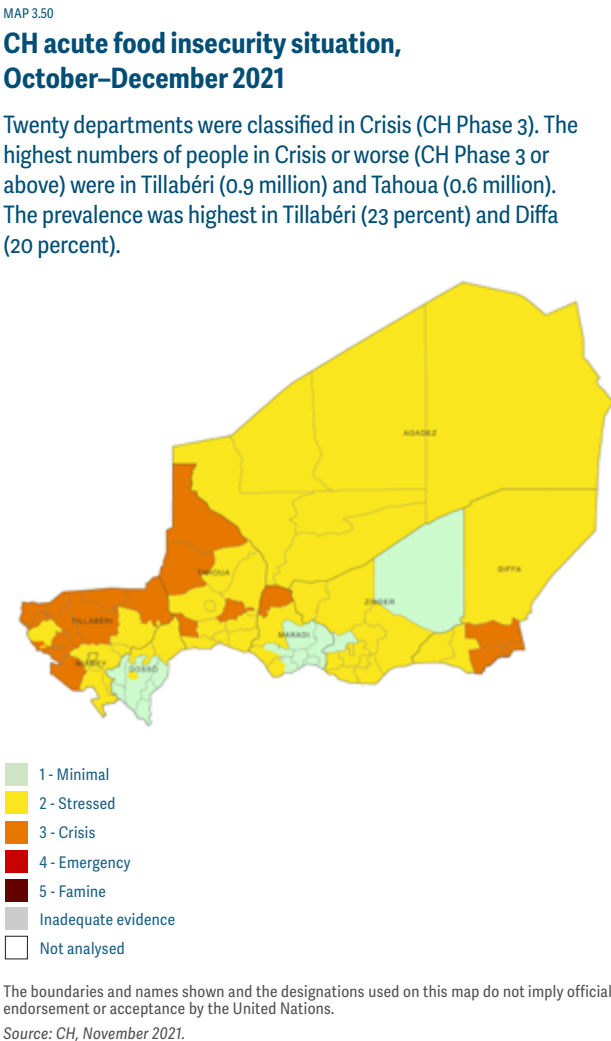 MAP 3.50
CH acute food insecurity situation,
October–December 2021
Twenty departments were classified in Crisis (CH Phase 3). The
highest numbers of people in Crisis or worse (CH Phase 3 or
above) were in Tillabéri (0.9 million) and Tahoua (0.6 million).
The prevalence was highest in Tillabéri (23 percent) and Diffa
(20 percent).
AGADEZ
TAHOUA
DIFFA
ZINDER
TILLABERI
MARADI
DOSSO
1 - Minimal
2 - Stressed
3 - Crisis
4 - Emergency
5 - Famine
Inadequate evidence
Not analysed
The boundaries and names shown and the designations used on this map do not imply official
endorsement or acceptance by the United Nations.
Source: CH, November 2021.